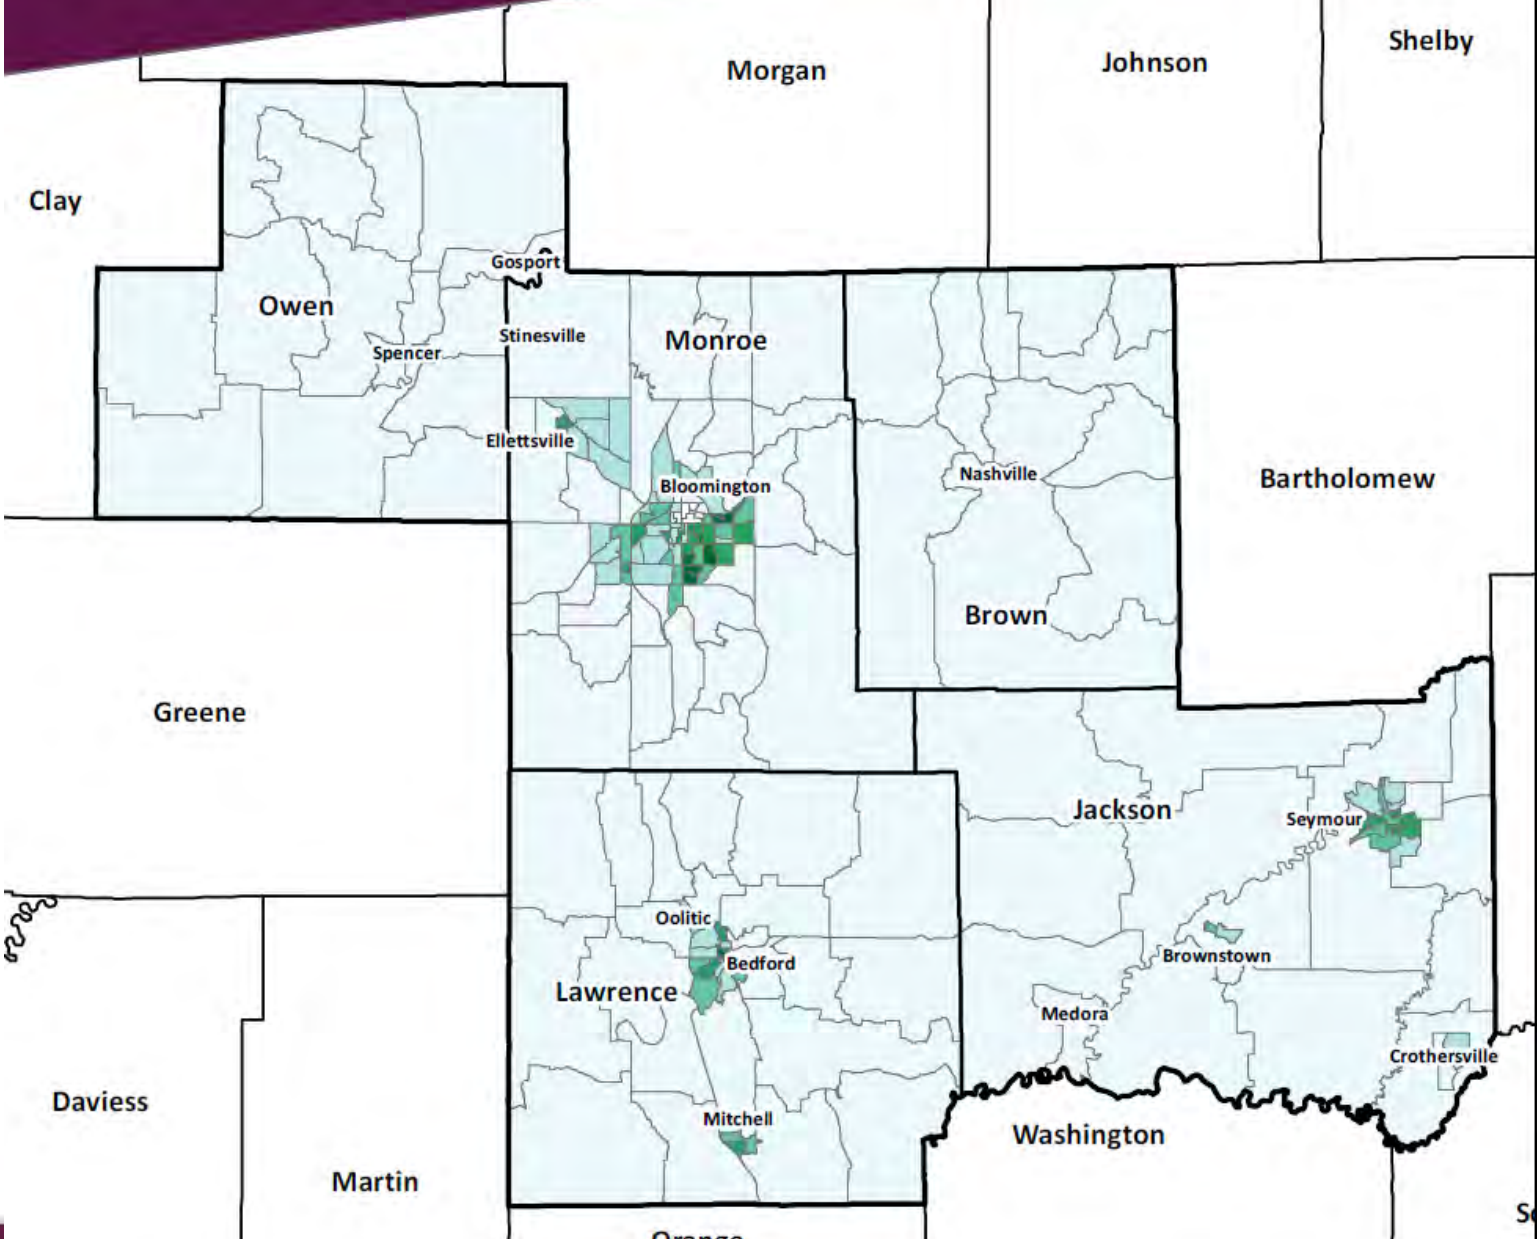 Shelby
Johnson
Morgan
Clay
Gosport
Owen
Stinesville
Monroe
Spencer
Ellettsville
Nashville
Bartholomew
Bloomington
Brown
Greene
Jackson
Seymour
Oolitic
Brownstown
Bedford
Lawrence
Medora
Crothersville
Daviess
Mitchell
Washington
Martin